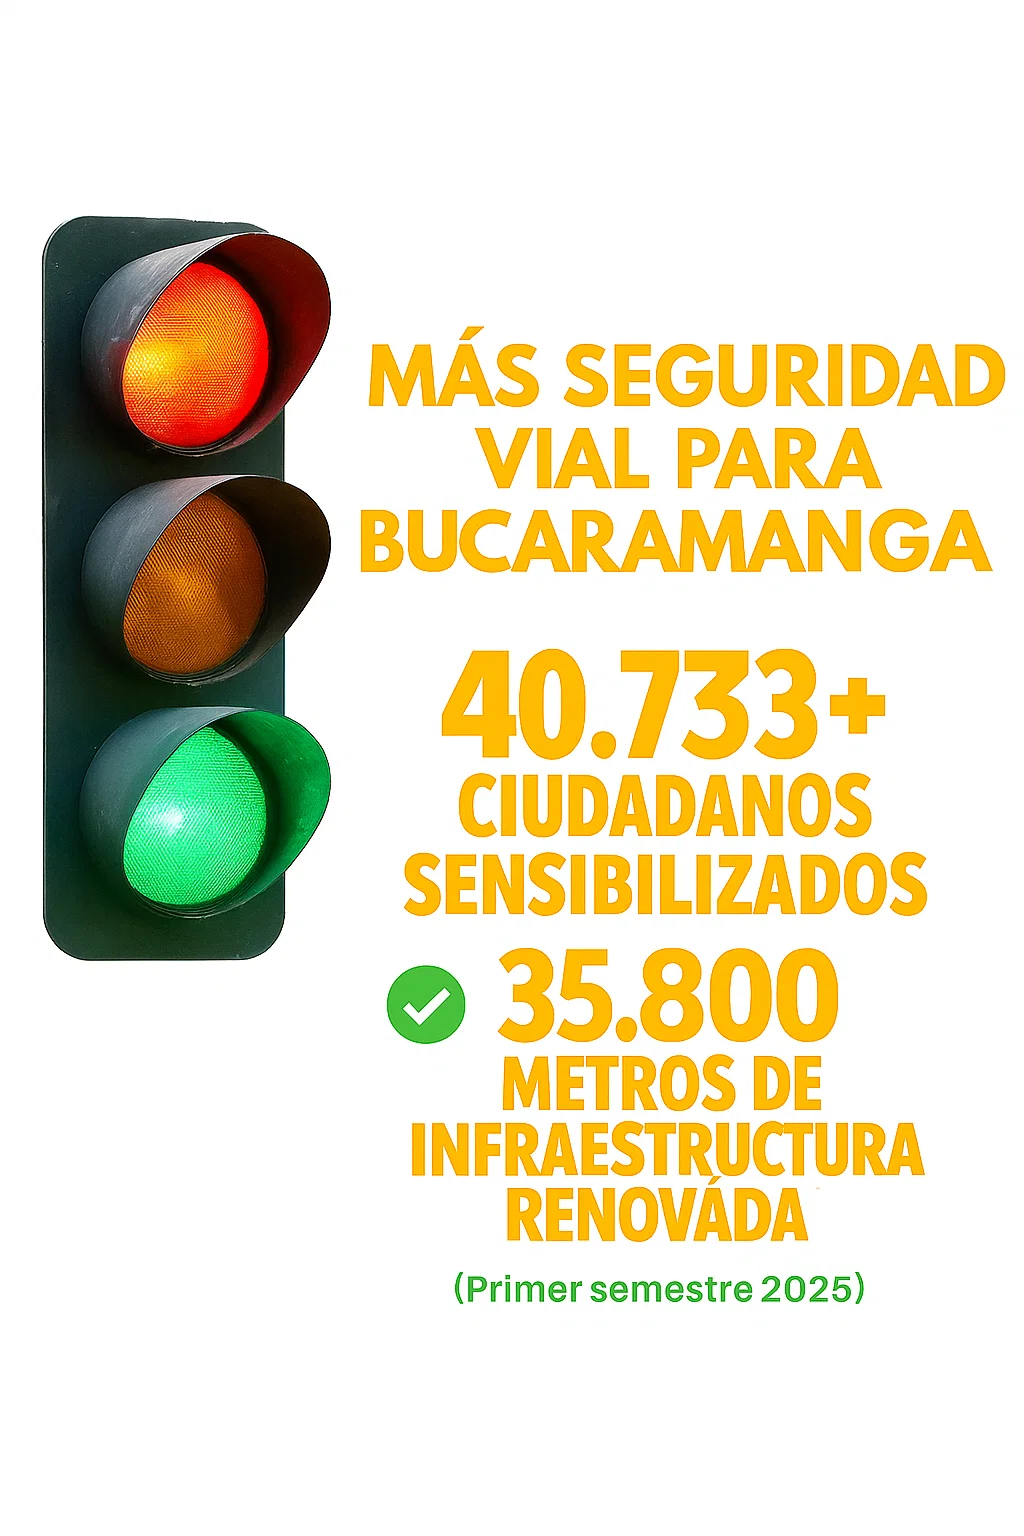 MÁS SEGURIDAD
VIAL PARA
BUCARAMANGA
40.733+
CIUDADANOS
SENSIBILIZADOS
35.800
METROS DE
INFRAESTRUCTURA
RENOVÁDA
(Primer semestre 2025)